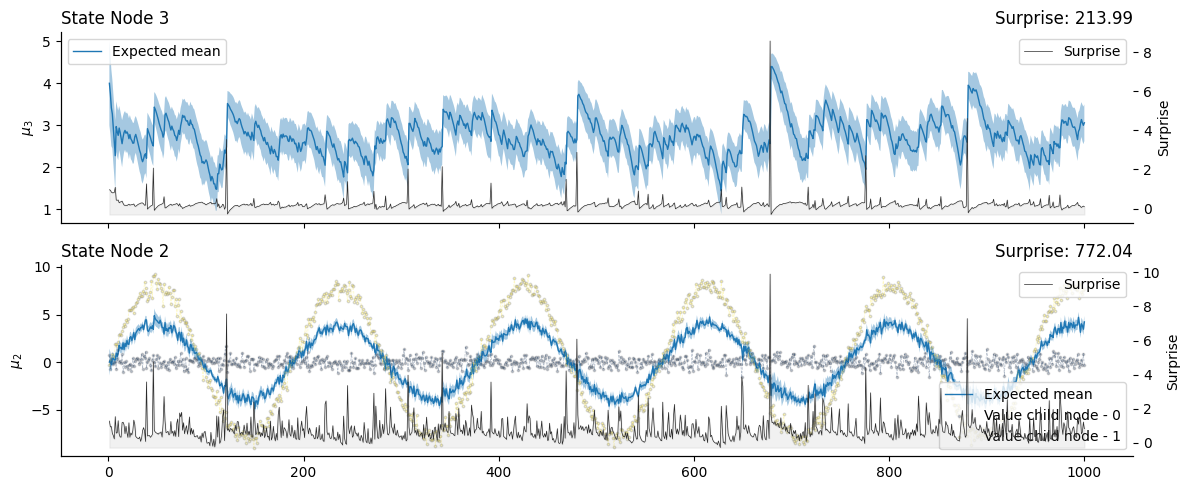 State Node 3
Surprise: 213.99
Expected mean
Surprise
5
4
3
2
1
μ3
8
6
4
2
0
Surprise
State Node 2
Surprise: 772.04
Surprise
10
5
0
−5
μ2
10
8
6
4
2
0
Surprise
Expected mean
Value child node - 0
Value child node - 1
0
200
400
600
800
1000